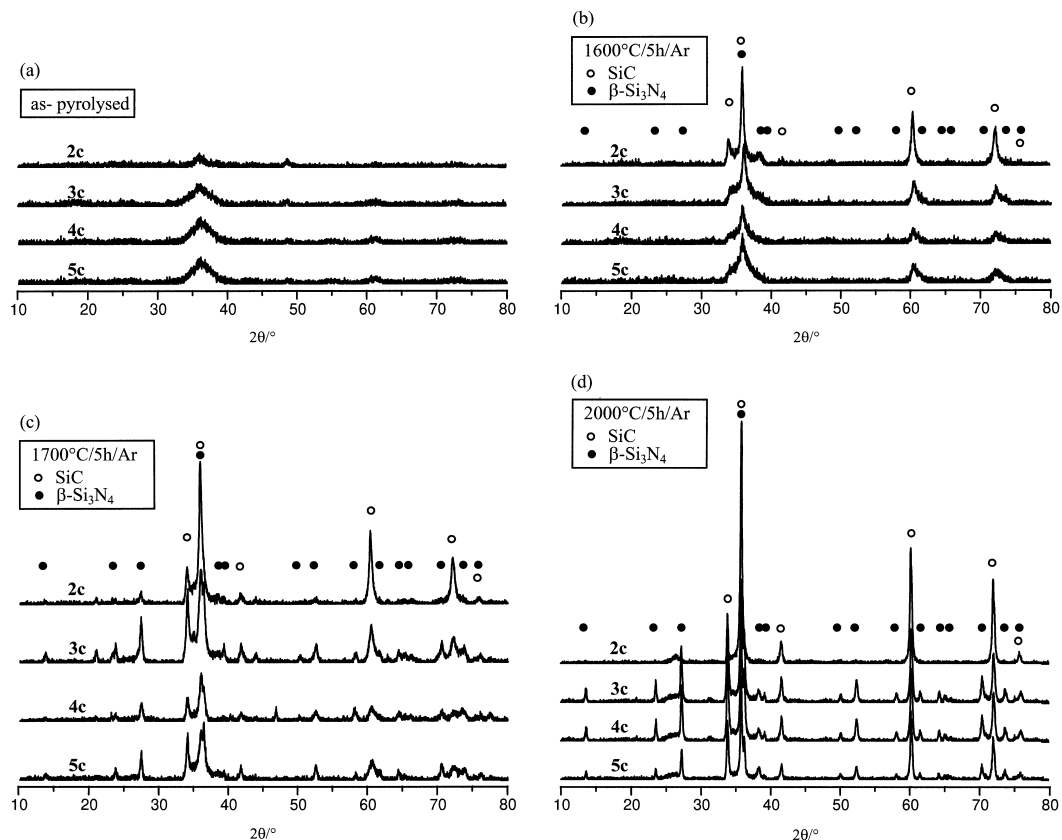 (a)
as- pyrolysed
2c
3c
4c
5c
10 20 30 40 50 60 70 80
2θ/°
(b)
1600°C/5h/Ar
SiC
β-Si₃N₄
2c
3c
4c
5c
10 20 30 40 50 60 70 80
2θ/°
(c)
1700°C/5h/Ar
SiC
β-Si₃N₄
2c
3c
4c
5c
10 20 30 40 50 60 70 80
2θ/°
(d)
2000°C/5h/Ar
SiC
β-Si₃N₄
2c
3c
4c
5c
10 20 30 40 50 60 70 80
2θ/°